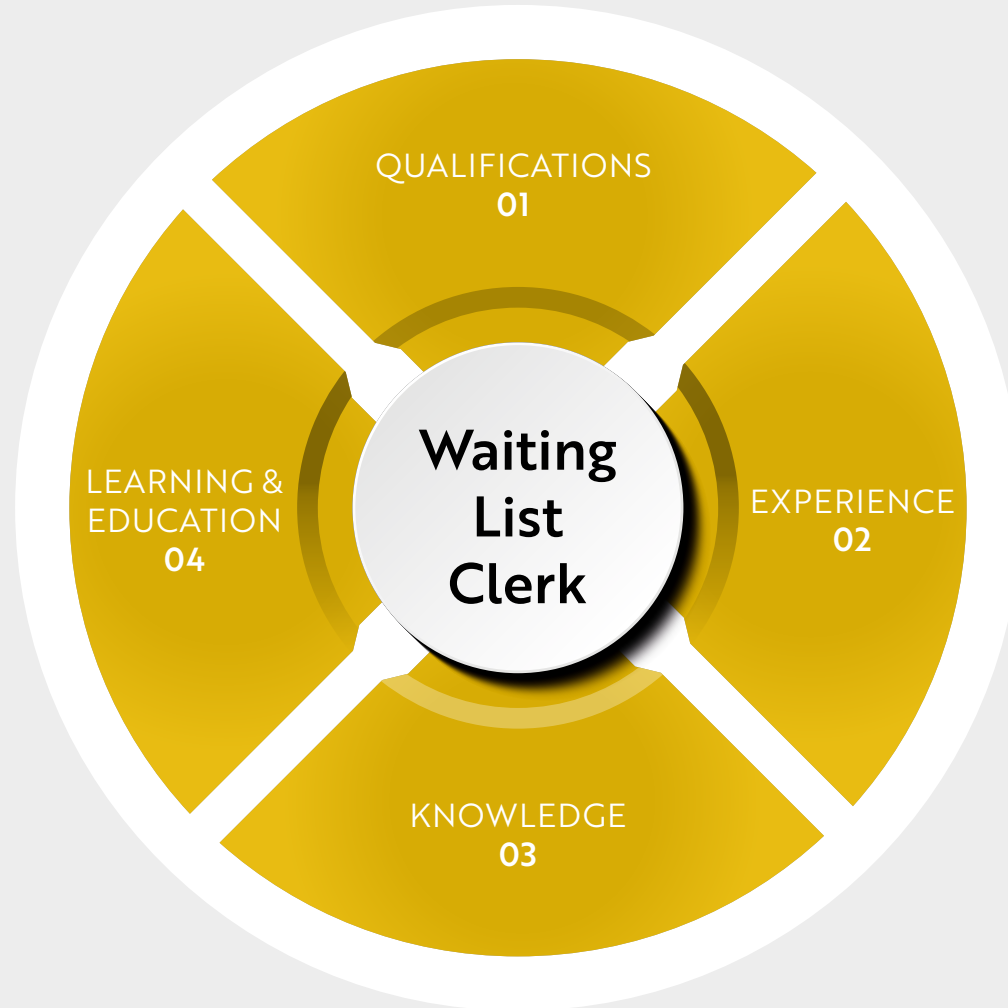 QUALIFICATIONS
01
EXPERIENCE
02
KNOWLEDGE
03
LEARNING &
EDUCATION
04
Waiting
List
Clerk